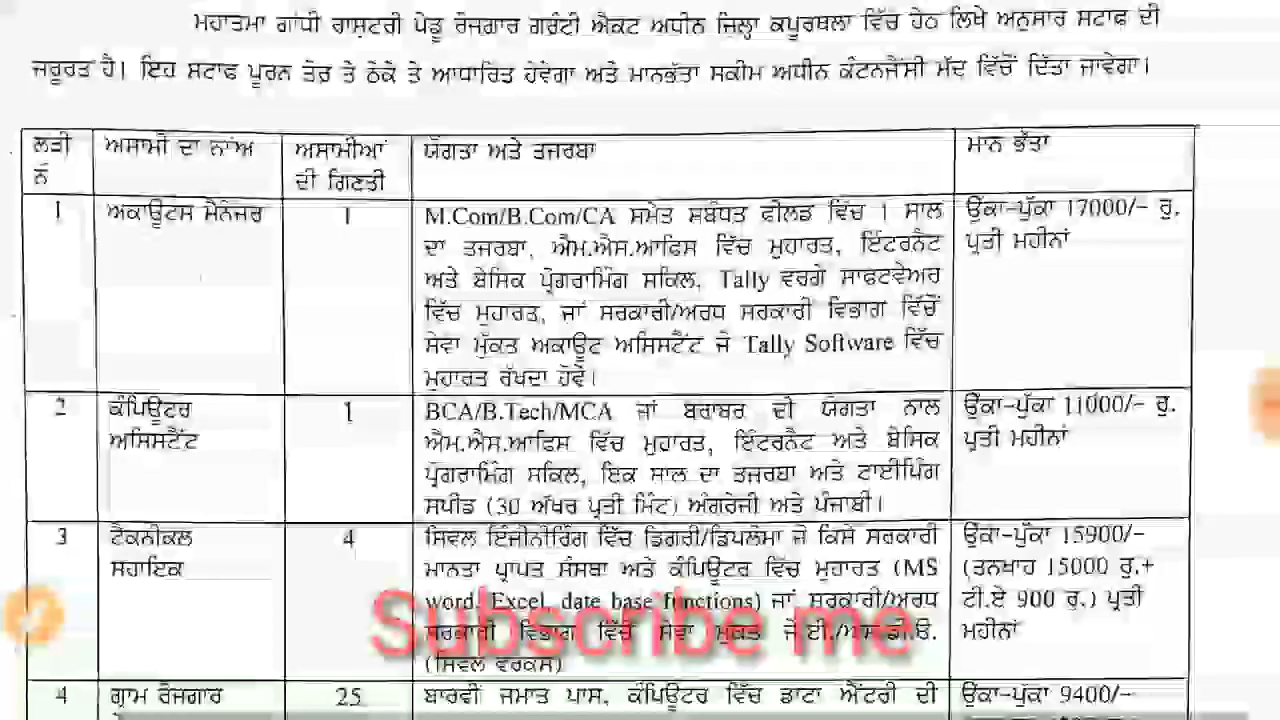 ਮਹਾਤਮਾ ਗਾਂਧੀ ਰਾਸ਼ਟਰੀ ਪੇਂਡੂ ਰੋਜਗਾਰ ਗਰੰਟੀ ਐਕਟ ਅਧੀਨ ਜਿਲ੍ਹਾ ਕਪੂਰਥਲਾ ਵਿੱਚ ਹੇਠ ਲਿਖੇ ਅਨੁਸਾਰ ਸਟਾਫ ਦੀ
ਜਰੂਰਤ ਹੈ। ਇਹ ਸਟਾਫ ਪੂਰਨ ਤੋਰ ਤੇ ਠੇਕੇ ਤੇ ਆਧਾਰਿਤ ਹੋਵੇਗਾ ਅਤੇ ਮਾਨਭੱਤਾ ਸਕੀਮ ਅਧੀਨ ਕੰਟਨਜੈਂਸੀ ਮੱਦ ਵਿੱਚੋਂ ਦਿੱਤਾ ਜਾਵੇਗਾ।
ਲੜੀ ਨੰ
ਅਸਾਮੀ ਦਾ ਨਾਂਅ
ਅਸਾਮੀਆਂ ਦੀ ਗਿਣਤੀ
ਯੋਗਤਾ ਅਤੇ ਤਜਰਬਾ
ਮਾਨ ਭੱਤਾ
1
ਅਕਾਊਂਟਸ ਮੈਨੇਜਰ
1
M.Com/B.Com/CA ਸਮੇਤ ਸਬੰਧਤ ਫੀਲਡ ਵਿੱਚ 1 ਸਾਲ
ਦਾ ਤਜਰਬਾ, ਐਮ.ਐਸ.ਆਫਿਸ ਵਿੱਚ ਮੁਹਾਰਤ, ਇੰਟਰਨੈਟ
ਅਤੇ ਬੇਸਿਕ ਪ੍ਰੋਗਰਾਮਿੰਗ ਸਕਿਲ, Tally ਵਰਗੇ ਸਾਫਟਵੇਅਰ
ਵਿੱਚ ਮੁਹਾਰਤ, ਜਾਂ ਸਰਕਾਰੀ/ਅਰਧ ਸਰਕਾਰੀ ਵਿਭਾਗ ਵਿੱਚੋਂ
ਸੇਵਾ ਮੁੱਕਤ ਅਕਾਊਂਟ ਅਸਿਸਟੈਂਟ ਜੋ Tally Software ਵਿੱਚ
ਮੁਹਾਰਤ ਰੱਖਦਾ ਹੋਵੇ।
ਉੱਕਾ-ਪੁੱਕਾ 17000/- ਰੁ.
ਪ੍ਰਤੀ ਮਹੀਨਾਂ
2
ਕੰਪਿਊਟਰ
ਅਸਿਸਟੈਂਟ
1
BCA/B.Tech/MCA ਜਾਂ ਬਰਾਬਰ ਦੀ ਯੋਗਤਾ ਨਾਲ
ਐਮ.ਐਸ.ਆਫਿਸ ਵਿੱਚ ਮੁਹਾਰਤ, ਇੰਟਰਨੈਟ ਅਤੇ ਬੇਸਿਕ
ਪ੍ਰੋਗਰਾਮਿੰਗ ਸਕਿਲ, ਇਕ ਸਾਲ ਦਾ ਤਜਰਬਾ ਅਤੇ ਟਾਈਪਿੰਗ
ਸਪੀਡ (30 ਅੱਖਰ ਪ੍ਰਤੀ ਮਿੰਟ) ਅੰਗਰੇਜੀ ਅਤੇ ਪੰਜਾਬੀ।
ਉੱਕਾ-ਪੁੱਕਾ 11000/- ਰੁ.
ਪ੍ਰਤੀ ਮਹੀਨਾਂ
3
ਟੈਕਨੀਕਲ
ਸਹਾਇਕ
4
ਸਿਵਲ ਇੰਜੀਨੀਰਿੰਗ ਵਿੱਚ ਡਿਗਰੀ/ਡਿਪਲੋਮਾ ਜੋ ਕਿਸੇ ਸਰਕਾਰੀ
ਮਾਨਤਾ ਪ੍ਰਾਪਤ ਸੰਸਥਾ ਅਤੇ ਕੰਪਿਊਟਰ ਵਿੱਚ ਮੁਹਾਰਤ (MS
word, Excel, date base functions) ਜਾਂ ਸਰਕਾਰੀ/ਅਰਧ
ਸਰਕਾਰੀ ਵਿਭਾਗ ਵਿੱਚੋਂ ਸੇਵਾ ਮੁਕਤ ਜੇ.ਈ./ਐਸ.ਡੀ.ਓ.
(ਸਿਵਲ ਵਰਕਸ)
ਉੱਕਾ-ਪੁੱਕਾ 15900/-
(ਤਨਖਾਹ 15000 ਰੁ.+
ਟੀ.ਏ 900 ਰੁ.) ਪ੍ਰਤੀ
ਮਹੀਨਾਂ
Subscribe me
4
ਗ੍ਰਾਮ ਰੋਜਗਾਰ
25
ਬਾਰਵੀਂ ਜਮਾਤ ਪਾਸ, ਕੰਪਿਊਟਰ ਵਿੱਚ ਡਾਟਾ ਐਂਟਰੀ ਦੀ
ਉੱਕਾ-ਪੁੱਕਾ 9400/-